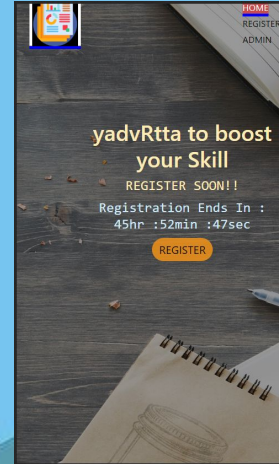 HOME
REGISTER
ADMIN
yadvRtta to boost
your Skill
REGISTER SOON!!
Registration Ends In :
45hr :52min :47sec
REGISTER